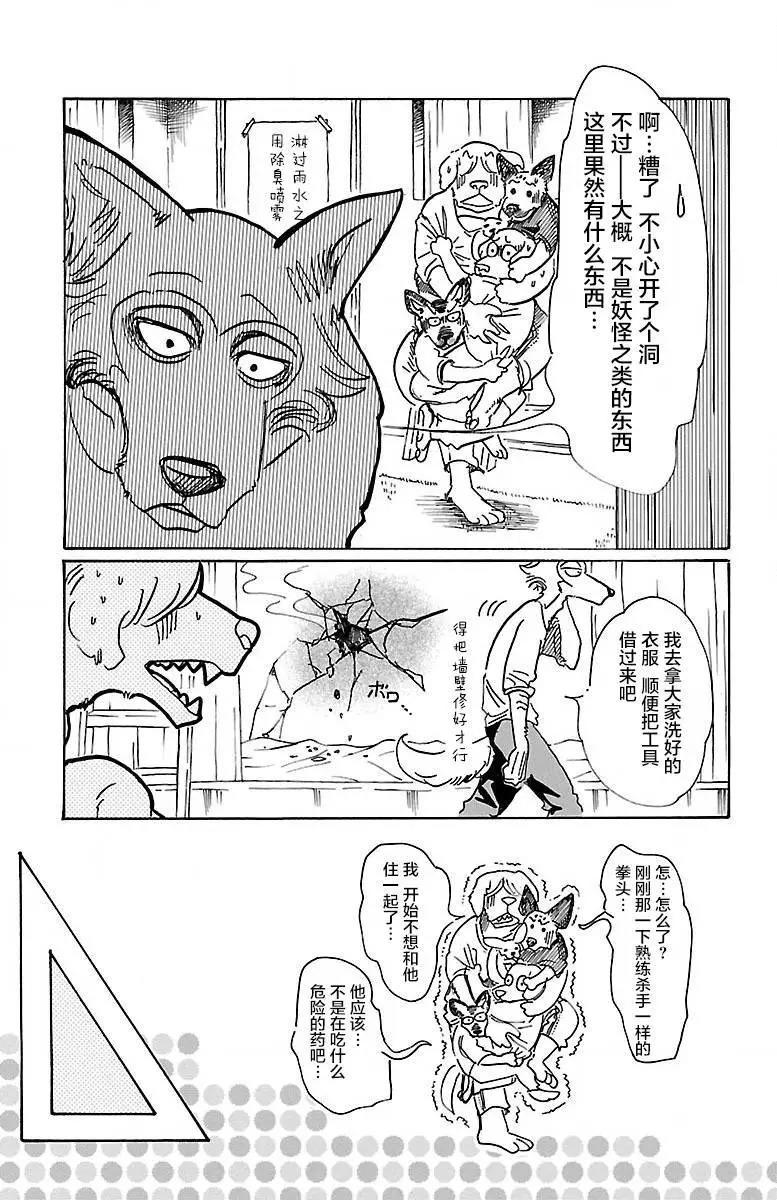 啊…糟了 不小心开了个洞
不过——大概 不是妖怪之类的东西
这里果然有什么东西…
淋过雨水之
用除臭喷雾
我去拿大家洗好的
衣服 顺便把工具
借过来吧
得把墙壁修好才行
ボロ…
怎…怎么了?
刚刚那一下熟练杀手一样的
拳头…
我 开始不想和他
住一起了…
他应该…
不是在吃什么
危险的药吧…